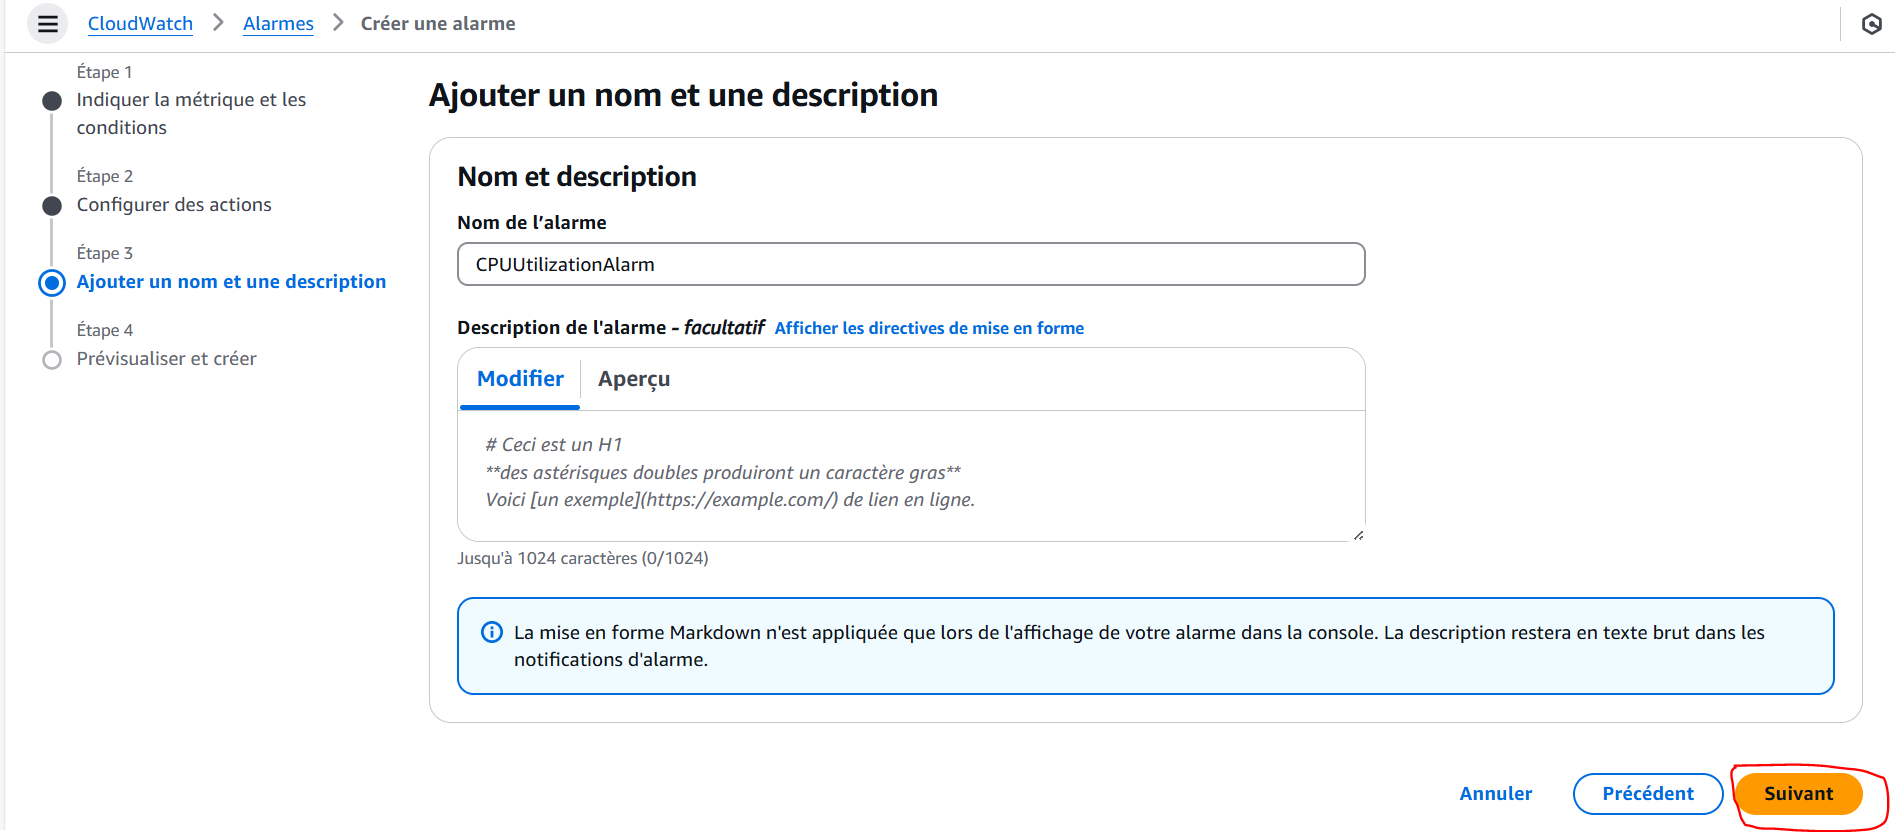 CloudWatch > Alarmes > Créer une alarme
Étape 1
Indiquer la métrique et les
conditions
Étape 2
Configurer des actions
Étape 3
Ajouter un nom et une description
Étape 4
Prévisualiser et créer
Ajouter un nom et une description
Nom et description
Nom de l’alarme
CPUUtilizationAlarm
Description de l'alarme - facultatif Afficher les directives de mise en forme
Modifier Aperçu
# Ceci est un H1
**des astérisques doubles produiront un caractère gras**
Voici [un exemple](https://example.com/) de lien en ligne.
Jusqu'à 1024 caractères (0/1024)
La mise en forme Markdown n'est appliquée que lors de l'affichage de votre alarme dans la console. La description restera en texte brut dans les
notifications d'alarme.
Annuler Précédent Suivant